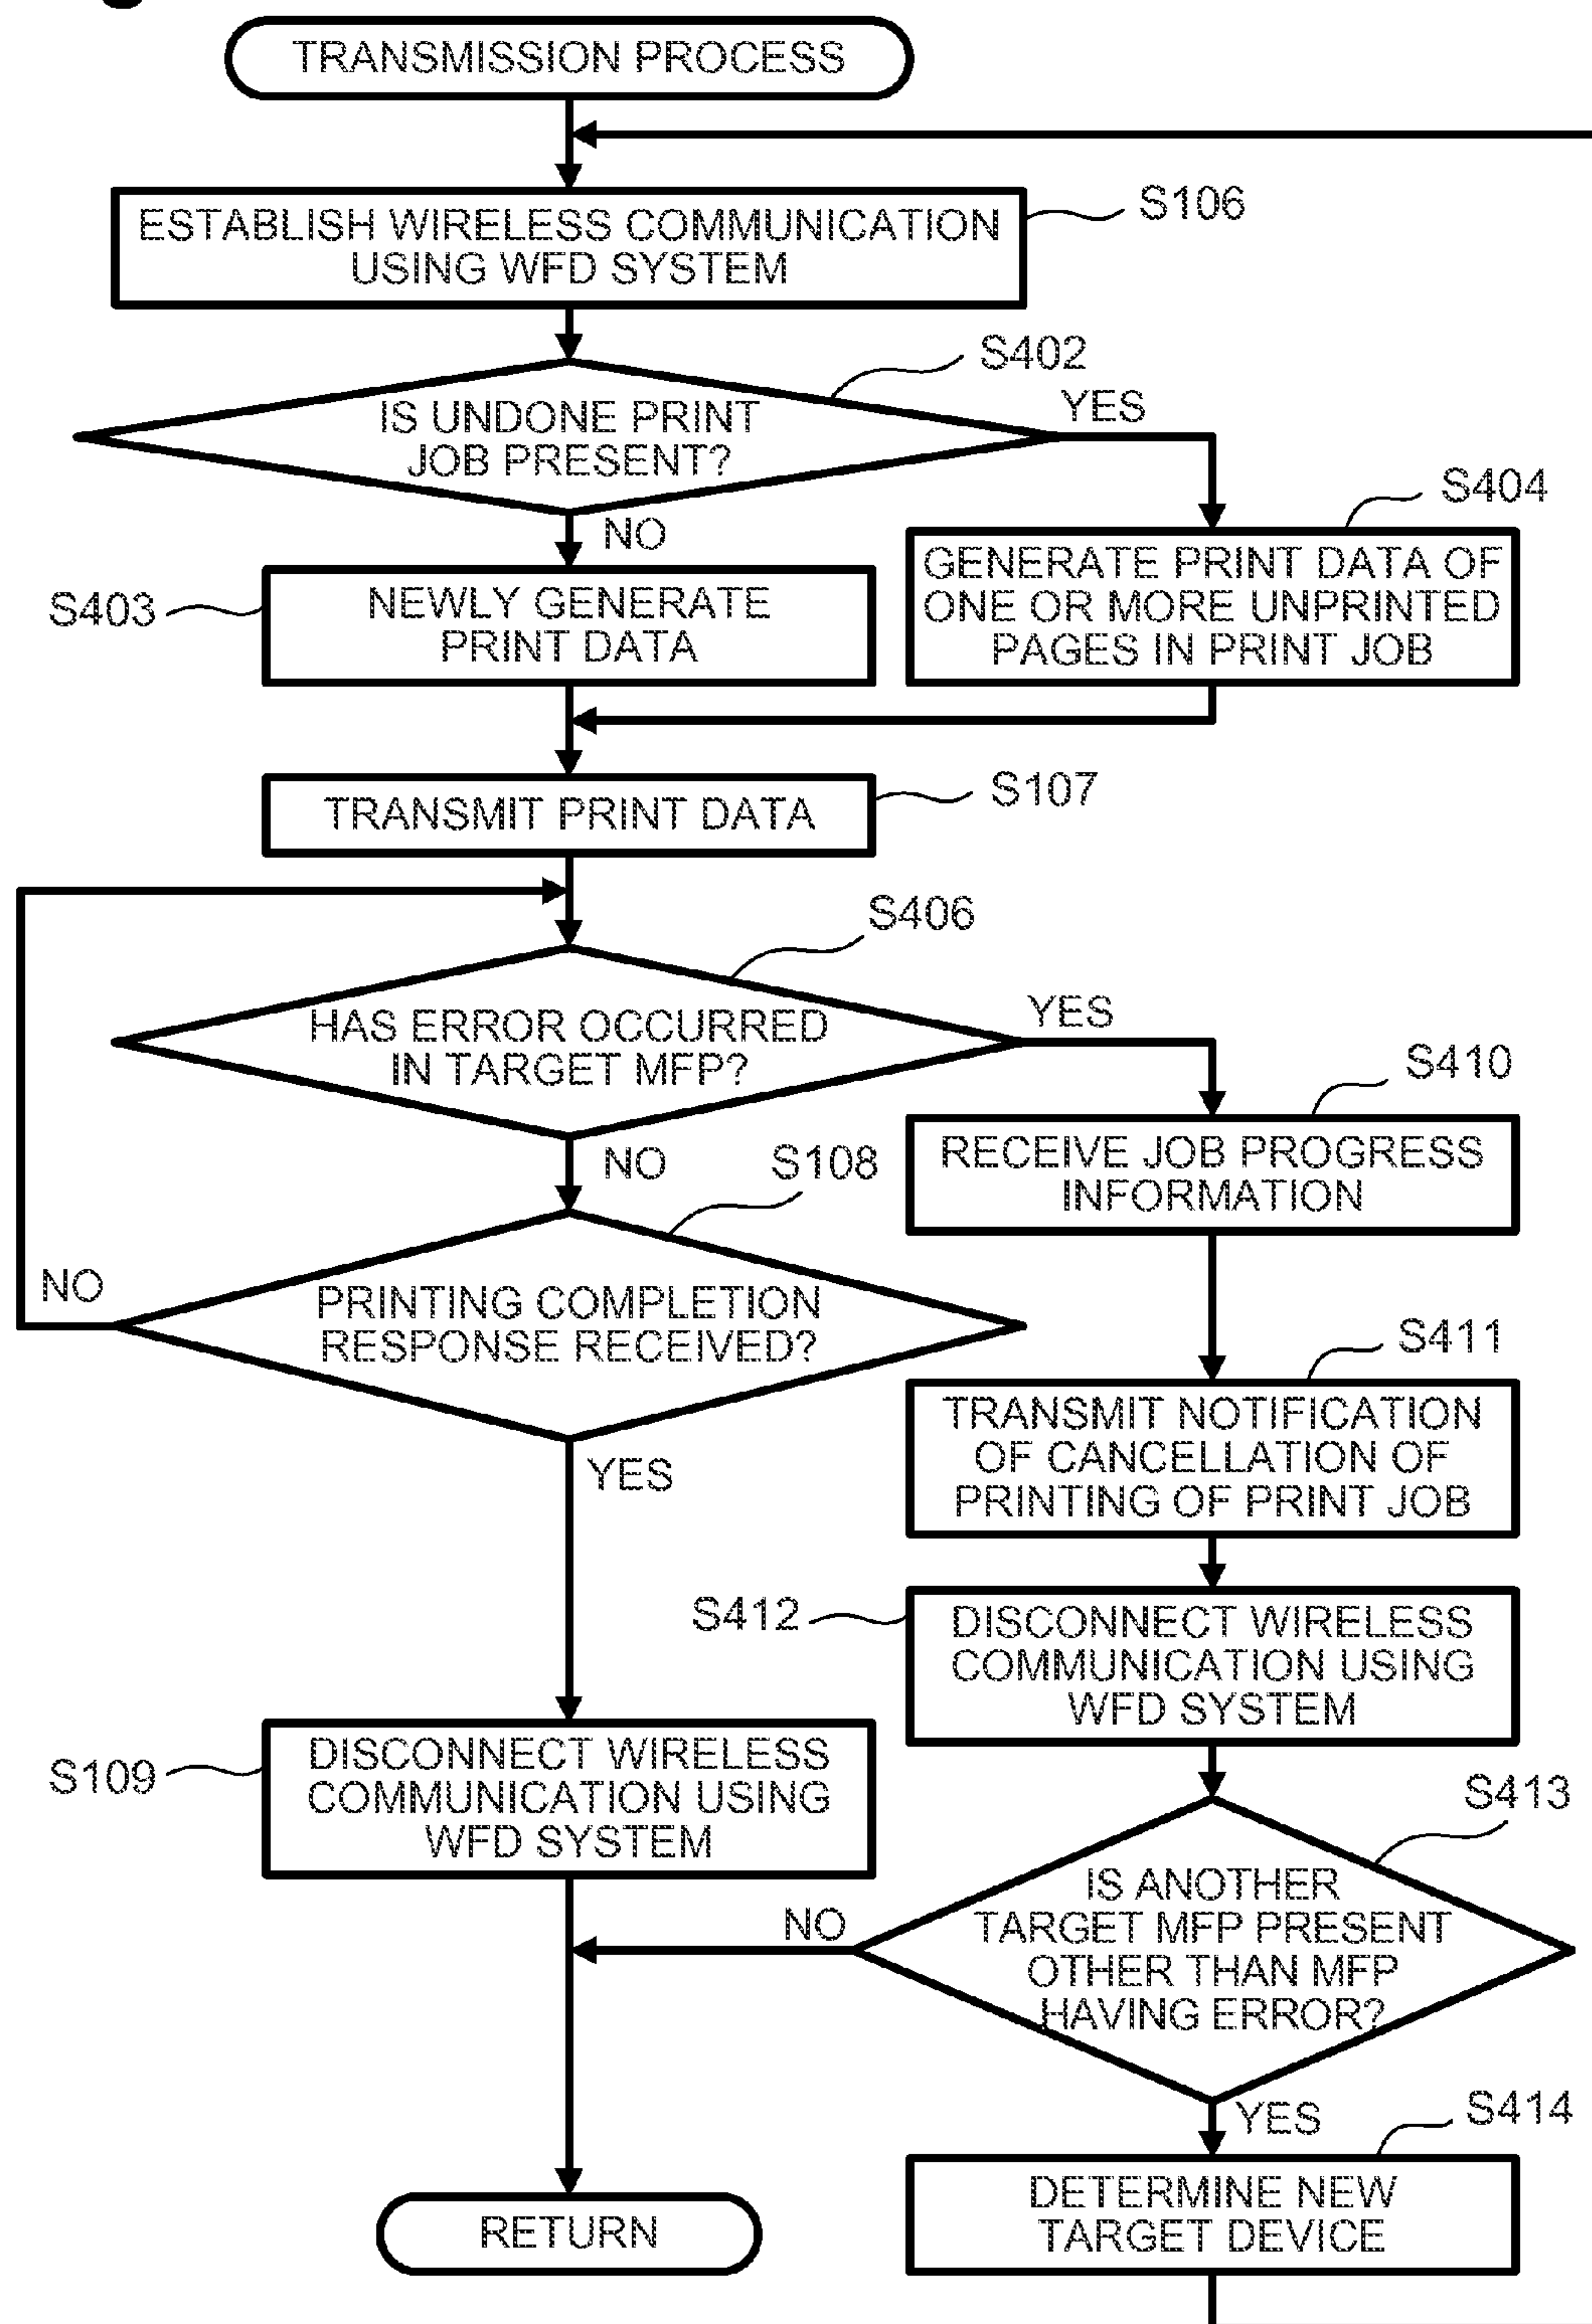 TRANSMISSION PROCESS
ESTABLISH WIRELESS COMMUNICATION
USING WFD SYSTEM
S106
IS UNDONE PRINT
JOB PRESENT?
S402
YES
NO
S403
NEWLY GENERATE
PRINT DATA
S404
GENERATE PRINT DATA OF
ONE OR MORE UNPRINTED
PAGES IN PRINT JOB
TRANSMIT PRINT DATA
S107
S406
HAS ERROR OCCURRED
IN TARGET MFP?
YES
NO
S410
RECEIVE JOB PROGRESS
INFORMATION
S108
PRINTING COMPLETION
RESPONSE RECEIVED?
NO
YES
S411
TRANSMIT NOTIFICATION
OF CANCELLATION OF
PRINTING OF PRINT JOB
S412
DISCONNECT WIRELESS
COMMUNICATION USING
WFD SYSTEM
S109
DISCONNECT WIRELESS
COMMUNICATION USING
WFD SYSTEM
S413
IS ANOTHER
TARGET MFP PRESENT
OTHER THAN MFP
HAVING ERROR?
NO
YES
S414
DETERMINE NEW
TARGET DEVICE
RETURN